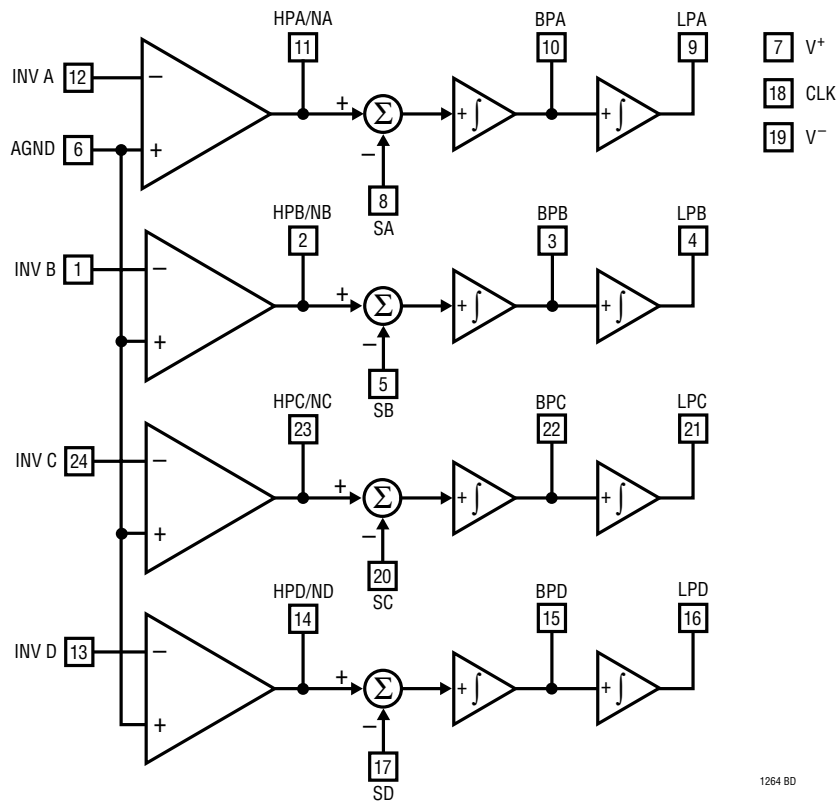 HPA/NA BPA LPA
11 10 9 7 V+
INV A 12 − + Σ + ∫ + ∫ 18 CLK
AGND 6 + − 19 V−
8
SA
HPB/NB BPB LPB
2 3 4
INV B 1 − + Σ + ∫ + ∫
+ −
5
SB
HPC/NC BPC LPC
23 22 21
INV C 24 − + Σ + ∫ + ∫
+ −
20
SC
HPD/ND BPD LPD
14 15 16
INV D 13 − + Σ + ∫ + ∫
+ −
17
SD
1264 BD